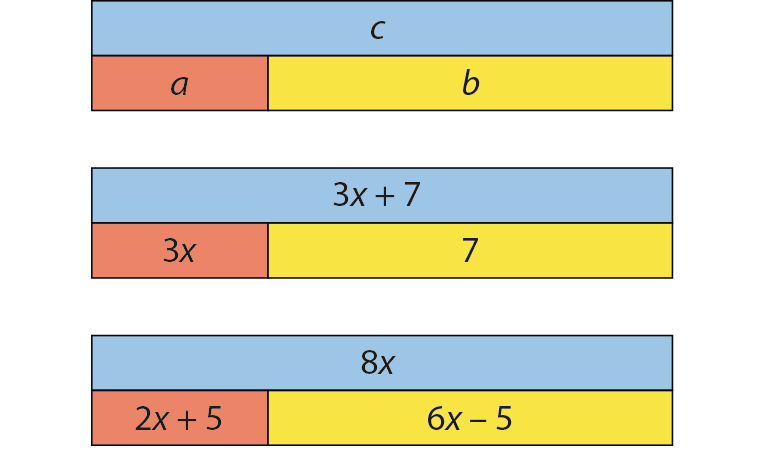 c
a b
3x + 7
3x 7
8x
2x + 5 6x – 5